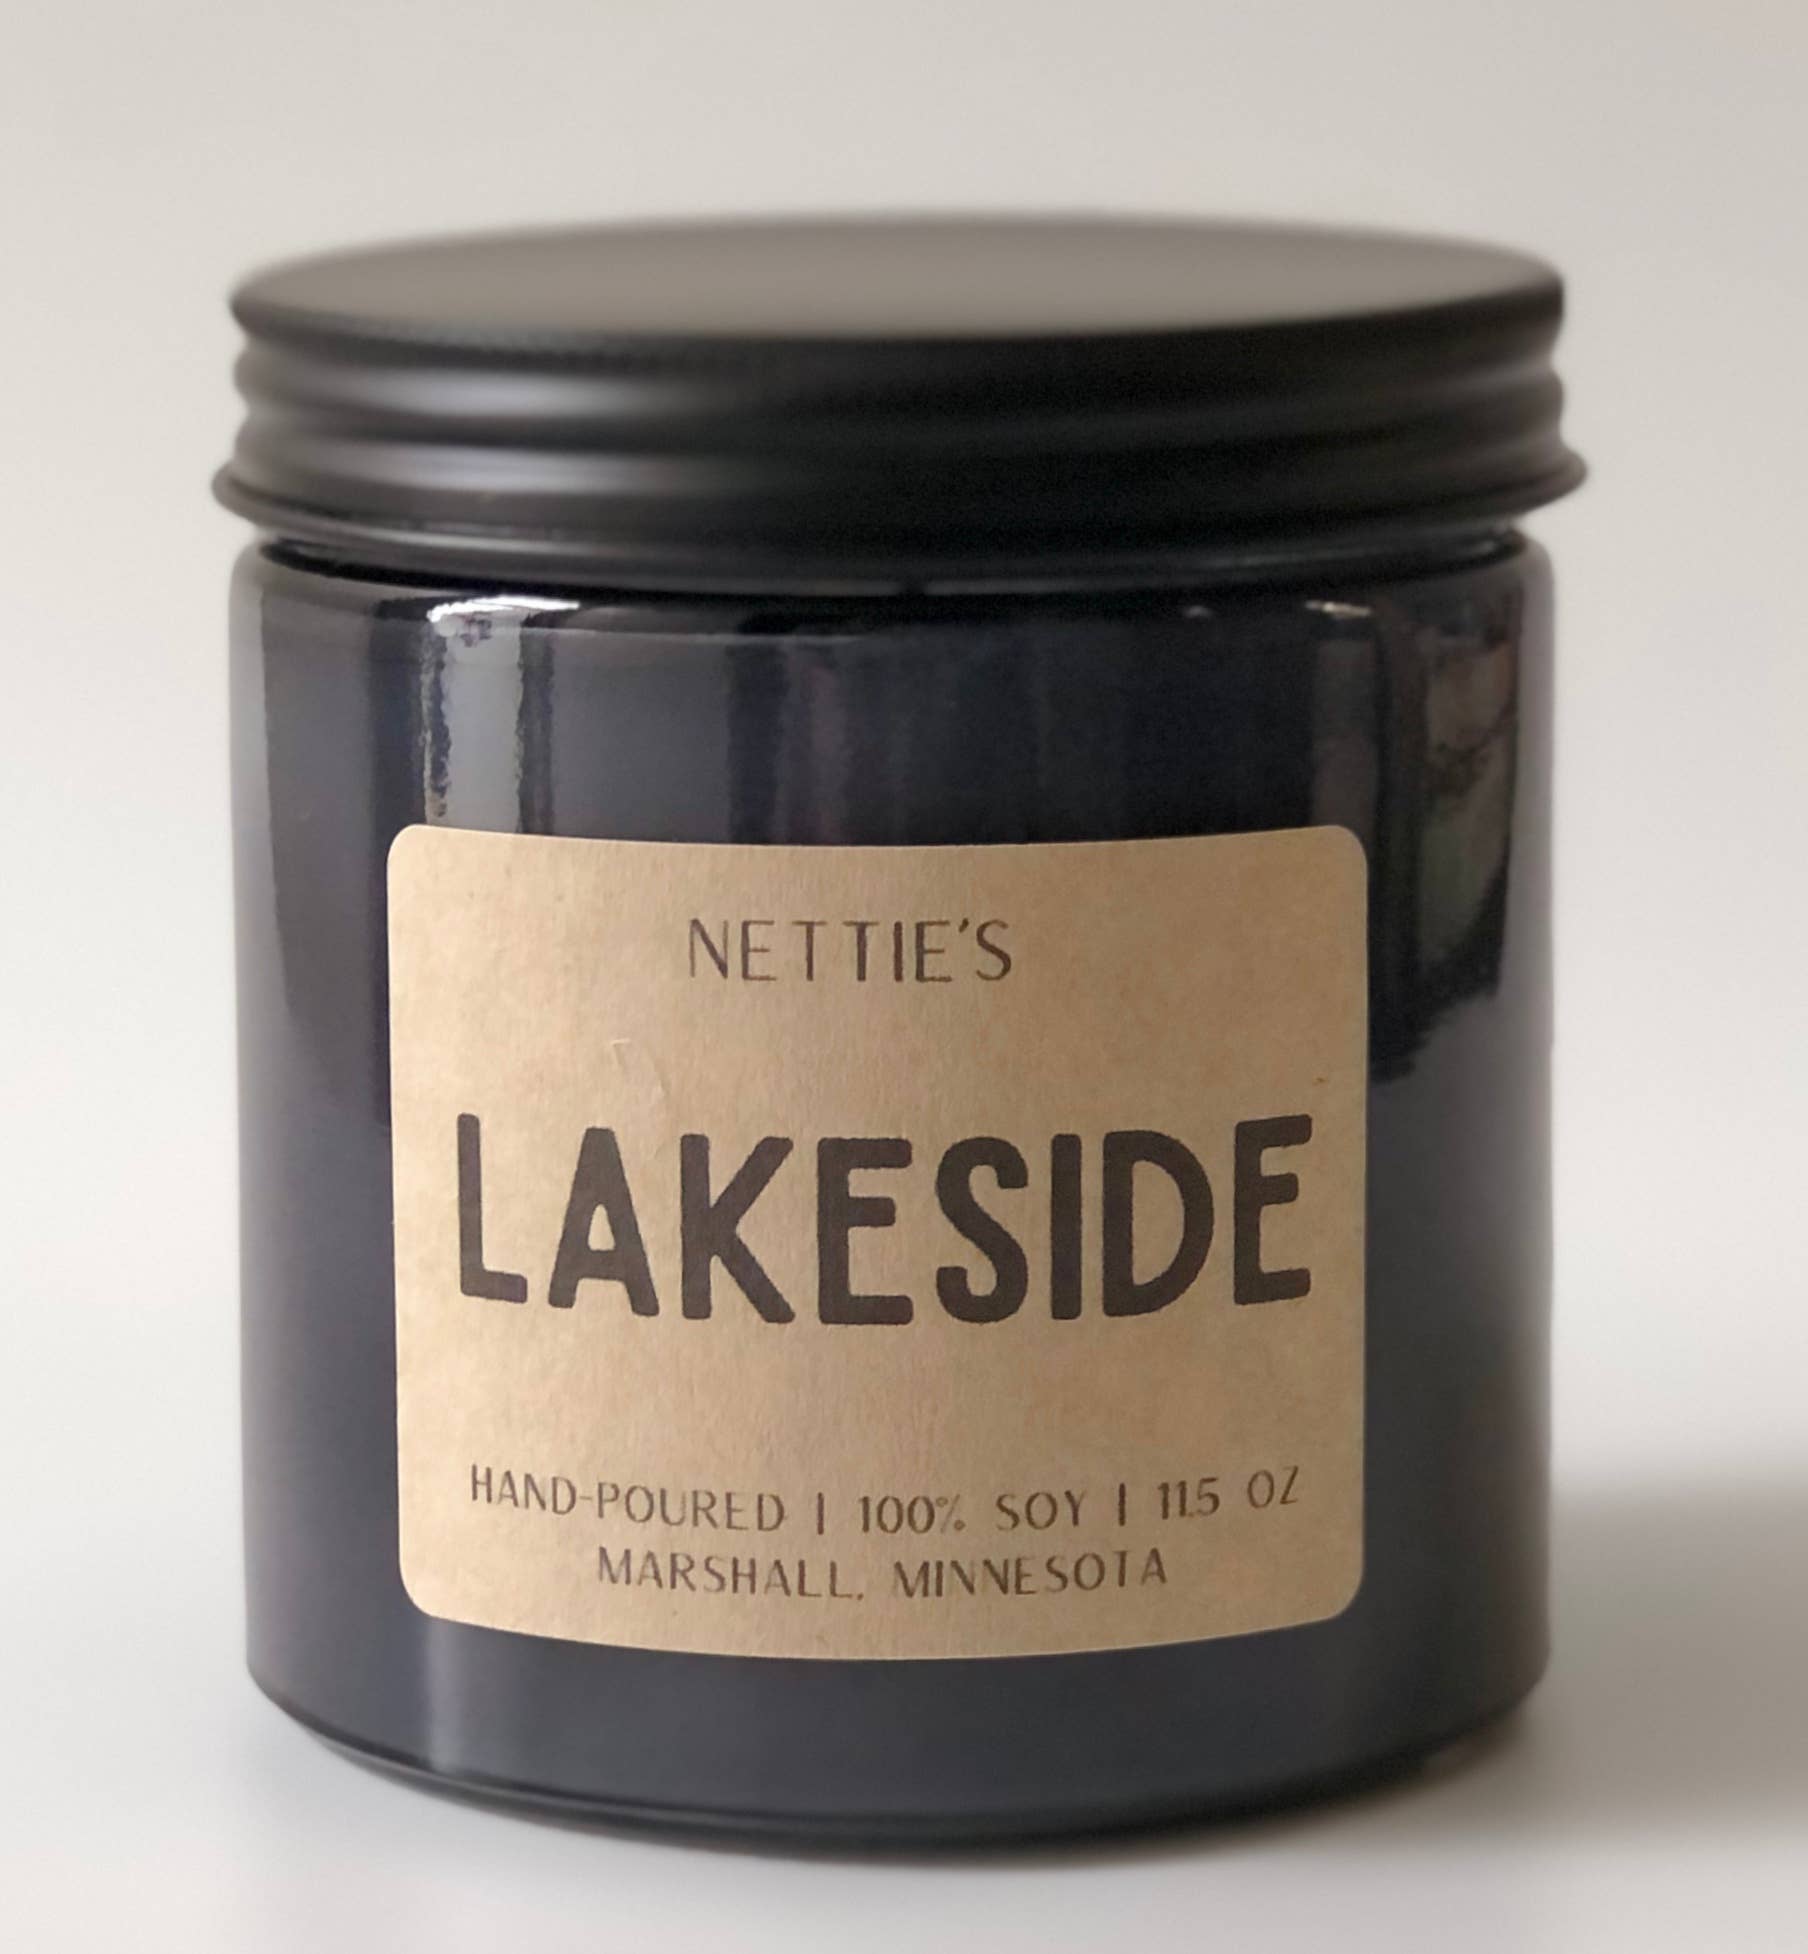 NETTIE'S
LAKESIDE
HAND-POURED | 100% SOY | 11.5 OZ
MARSHALL, MINNESOTA